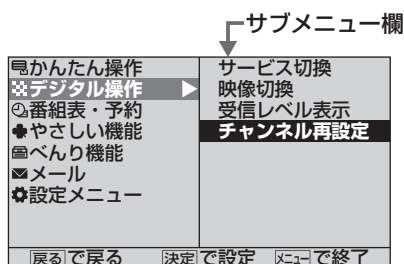 サブメニュー欄
かんたん操作
デジタル操作
番組表・予約
やさしい機能
べんり機能
メール
設定メニュー
サービス切換
映像切換
受信レベル表示
チャンネル再設定
戻るで戻る 決定で設定 メニューで終了